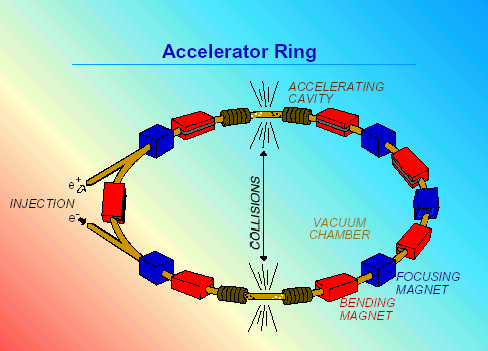 Accelerator Ring
ACCELERATING
CAVITY
e+
INJECTION
e-
COLLISIONS
VACUUM
CHAMBER
FOCUSING
MAGNET
BENDING
MAGNET